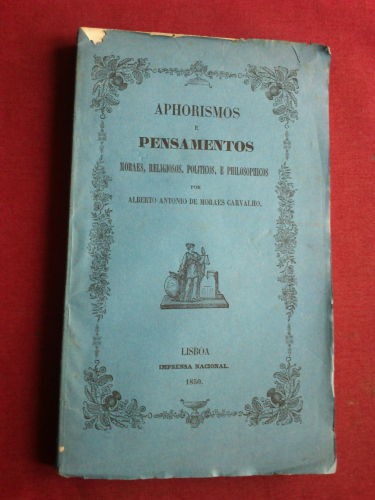 APHORISMOS
E
PENSAMENTOS
MORAES, RELIGIOSOS, POLITICOS, E PHILOSOPHICOS
POR
ALBERTO ANTONIO DE MORAES CARVALHO.
LISBOA
IMPRENSA NACIONAL.
1850.